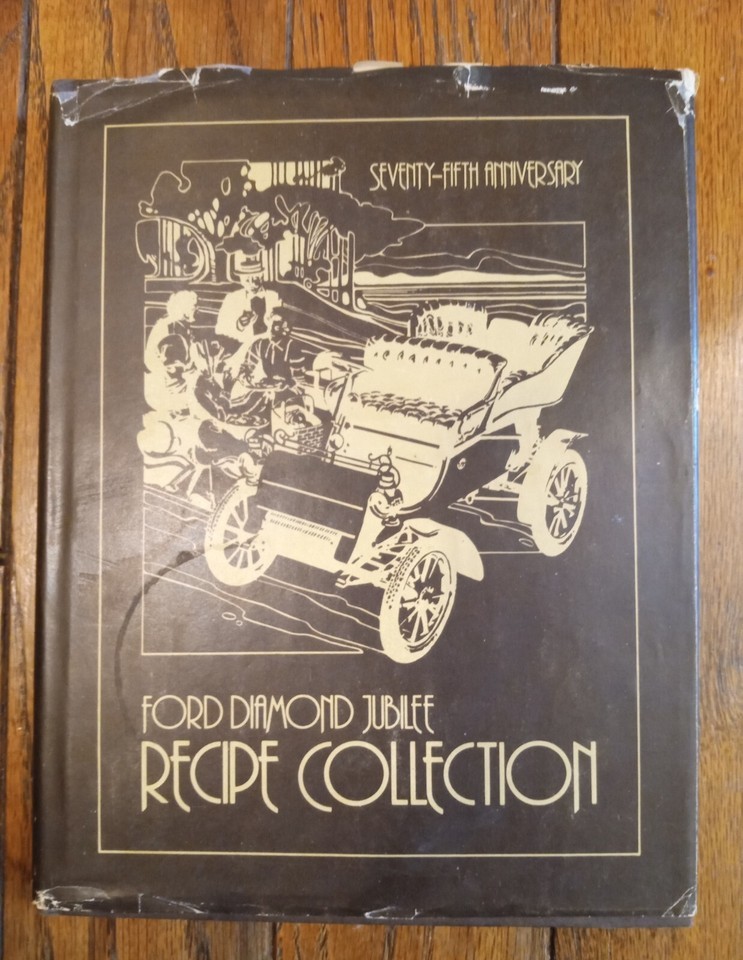 SEVENTY-FIFTH ANNIVERSARY
FORD DIAMOND JUBILEE
RECIPE COLLECTION